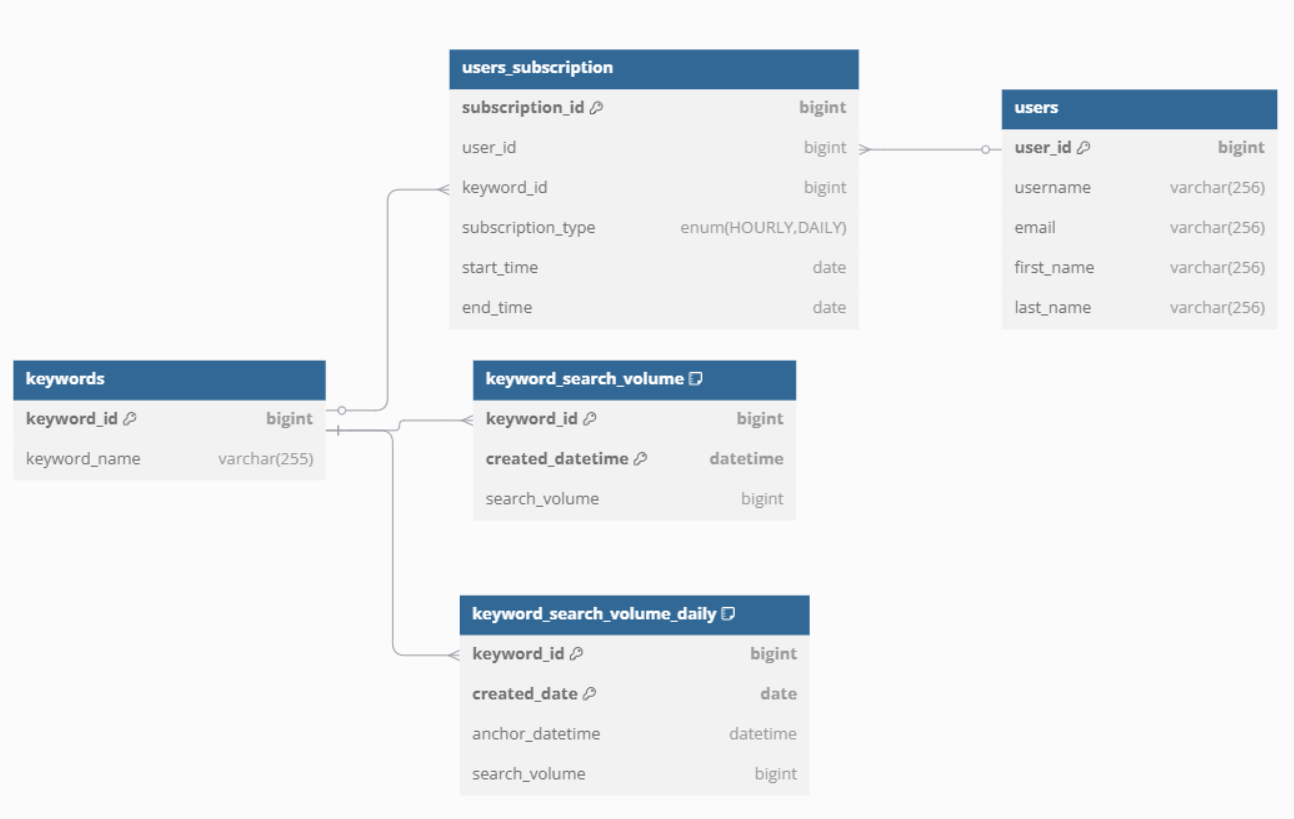 users_subscription
subscription_id bigint
user_id bigint
keyword_id bigint
subscription_type enum(HOURLY,DAILY)
start_time date
end_time date
users
user_id bigint
username varchar(256)
email varchar(256)
first_name varchar(256)
last_name varchar(256)
keywords
keyword_id bigint
keyword_name varchar(255)
keyword_search_volume
keyword_id bigint
created_datetime datetime
search_volume bigint
keyword_search_volume_daily
keyword_id bigint
created_date date
anchor_datetime datetime
search_volume bigint